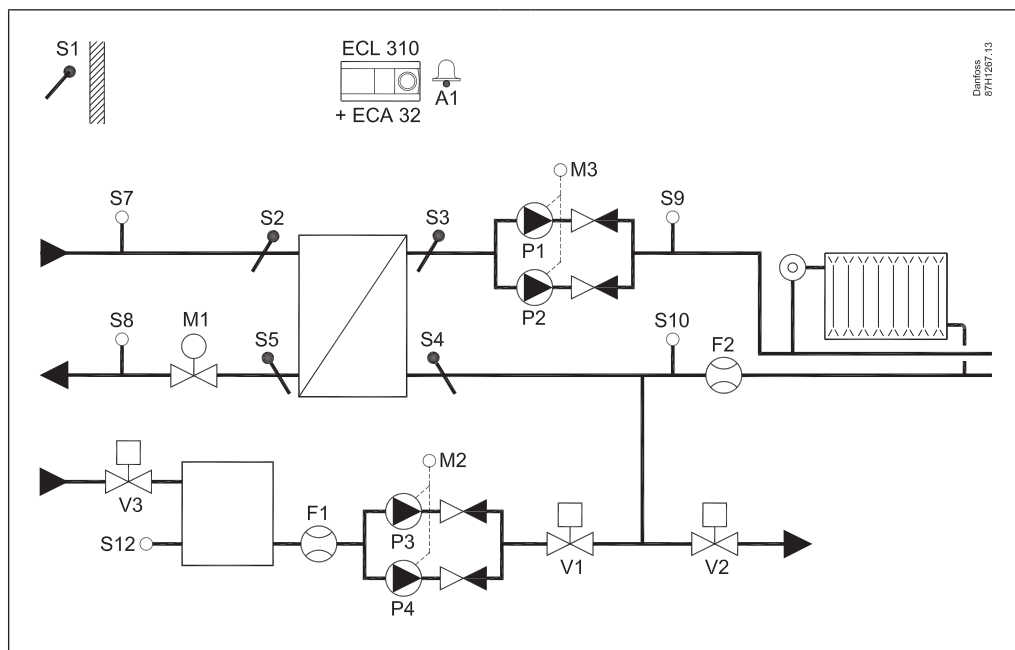 S1
ECL 310
A1
+ ECA 32
Danfoss
87H1267.13
M3
S7
S2
S3
S9
P1
P2
S8
M1
S5
S4
S10
F2
M2
V3
F1
P3
S12
V1
V2
P4